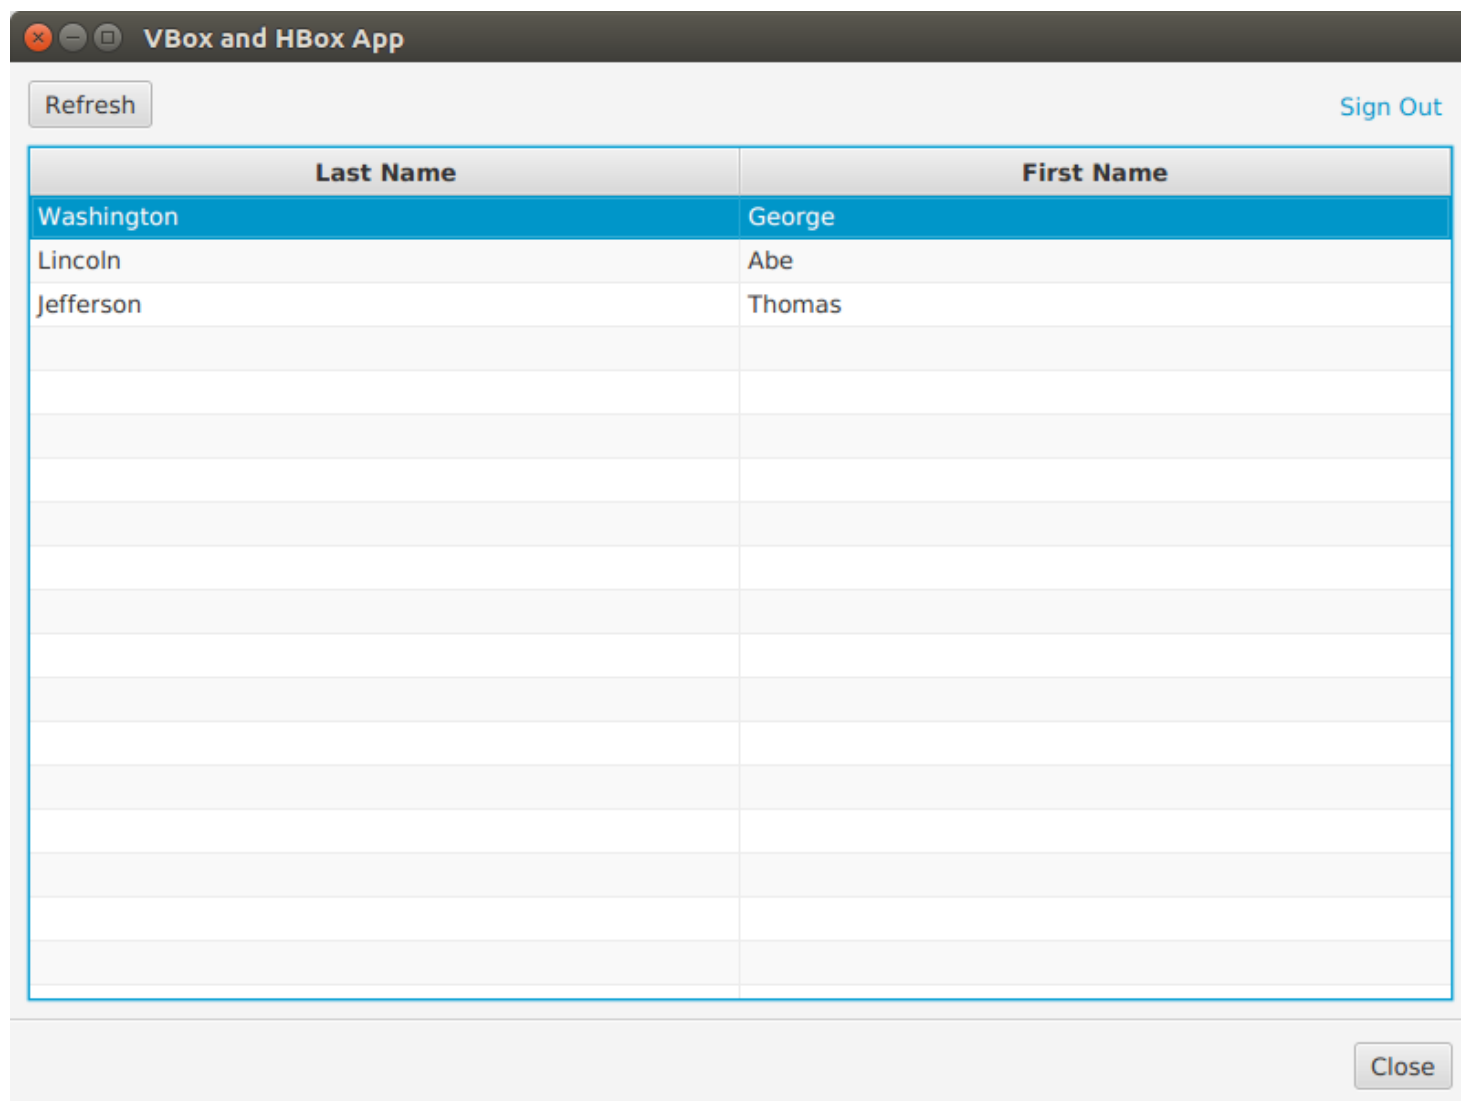 VBox and HBox App
Refresh Sign Out
Last Name First Name
Washington George
Lincoln Abe
Jefferson Thomas
Close